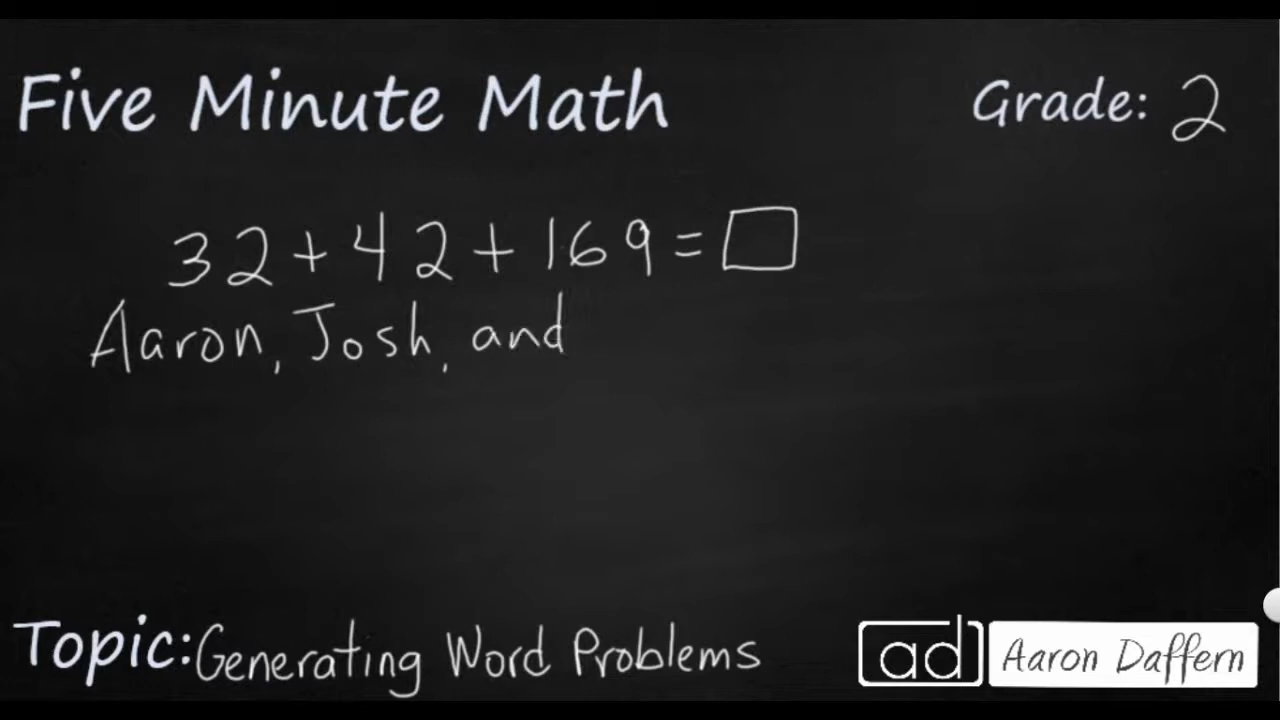 Five Minute Math Grade: 2
32+42+169=□
Aaron, Josh, and
Topic: Generating Word Problems
ad Aaron Daffern